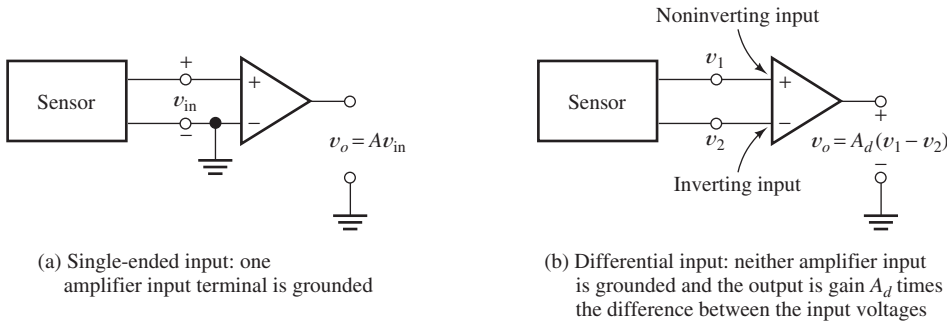 Sensor
+
v_in
−
+
−
v_o = Av_in
(a) Single-ended input: one
amplifier input terminal is grounded
Noninverting input
Sensor
v_1
v_2
+
−
Inverting input
+
v_o = A_d(v_1 − v_2)
−
(b) Differential input: neither amplifier input
is grounded and the output is gain A_d times
the difference between the input voltages